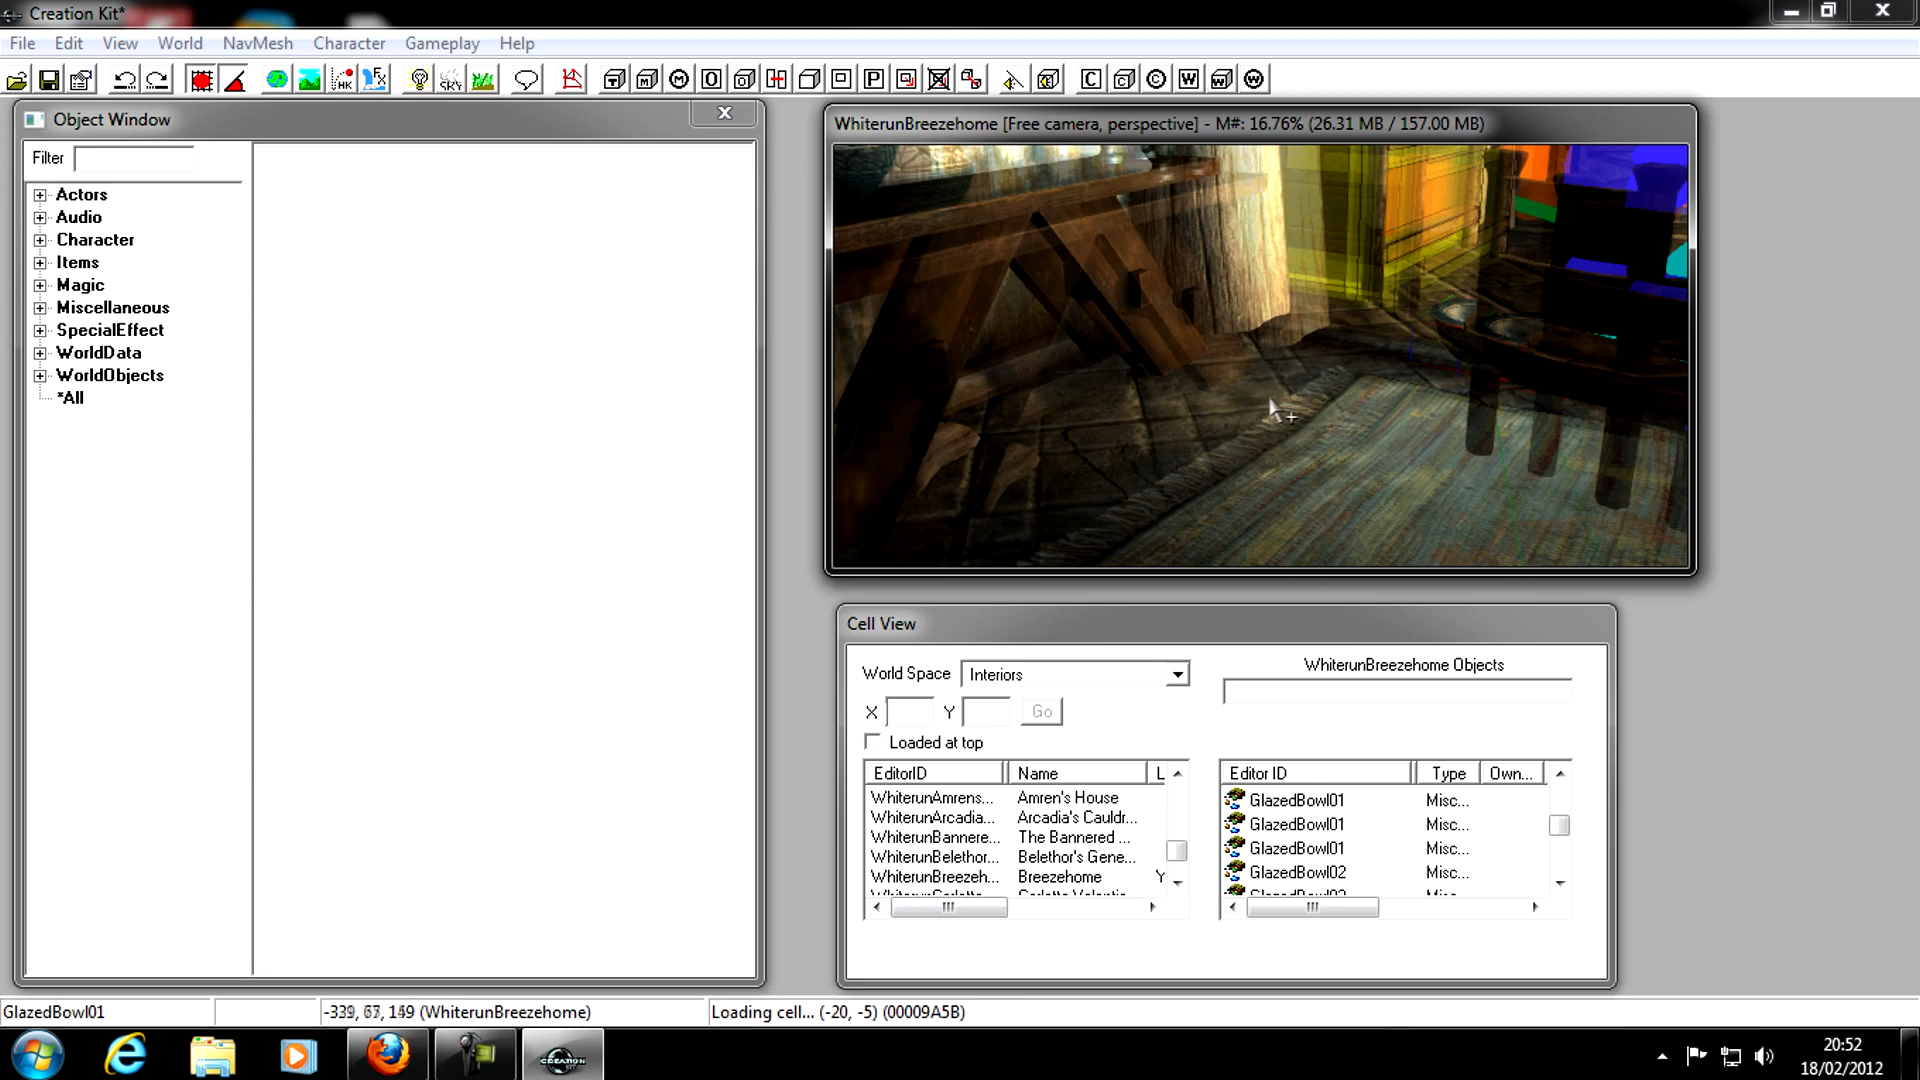 Creation Kit*
File Edit View World NavMesh Character Gameplay Help
HK FX SKY T M M O P C C C W W W
Object Window X
Filter
Actors
Audio
Character
Items
Magic
Miscellaneous
SpecialEffect
WorldData
WorldObjects
*All
WhiterunBreezehome [Free camera, perspective] - M#: 16.76% (26.31 MB / 157.00 MB)
Cell View
World Space Interiors
WhiterunBreezehome Objects
X Y Go
Loaded at top
EditorID Name L
WhiterunAmrens... Amren's House
WhiterunArcadia... Arcadia's Cauldr...
WhiterunBannere... The Bannered ...
WhiterunBelethor... Belethor's Gene...
WhiterunBreezeh... Breezehome Y
Editor ID Type Own...
GlazedBowl01 Misc...
GlazedBowl01 Misc...
GlazedBowl01 Misc...
GlazedBowl02 Misc...
GlazedBowl01
(WhiterunBreezehome)
Loading cell... (-20, -5) (00009A5B)
CREATION
20:52
18/02/2012